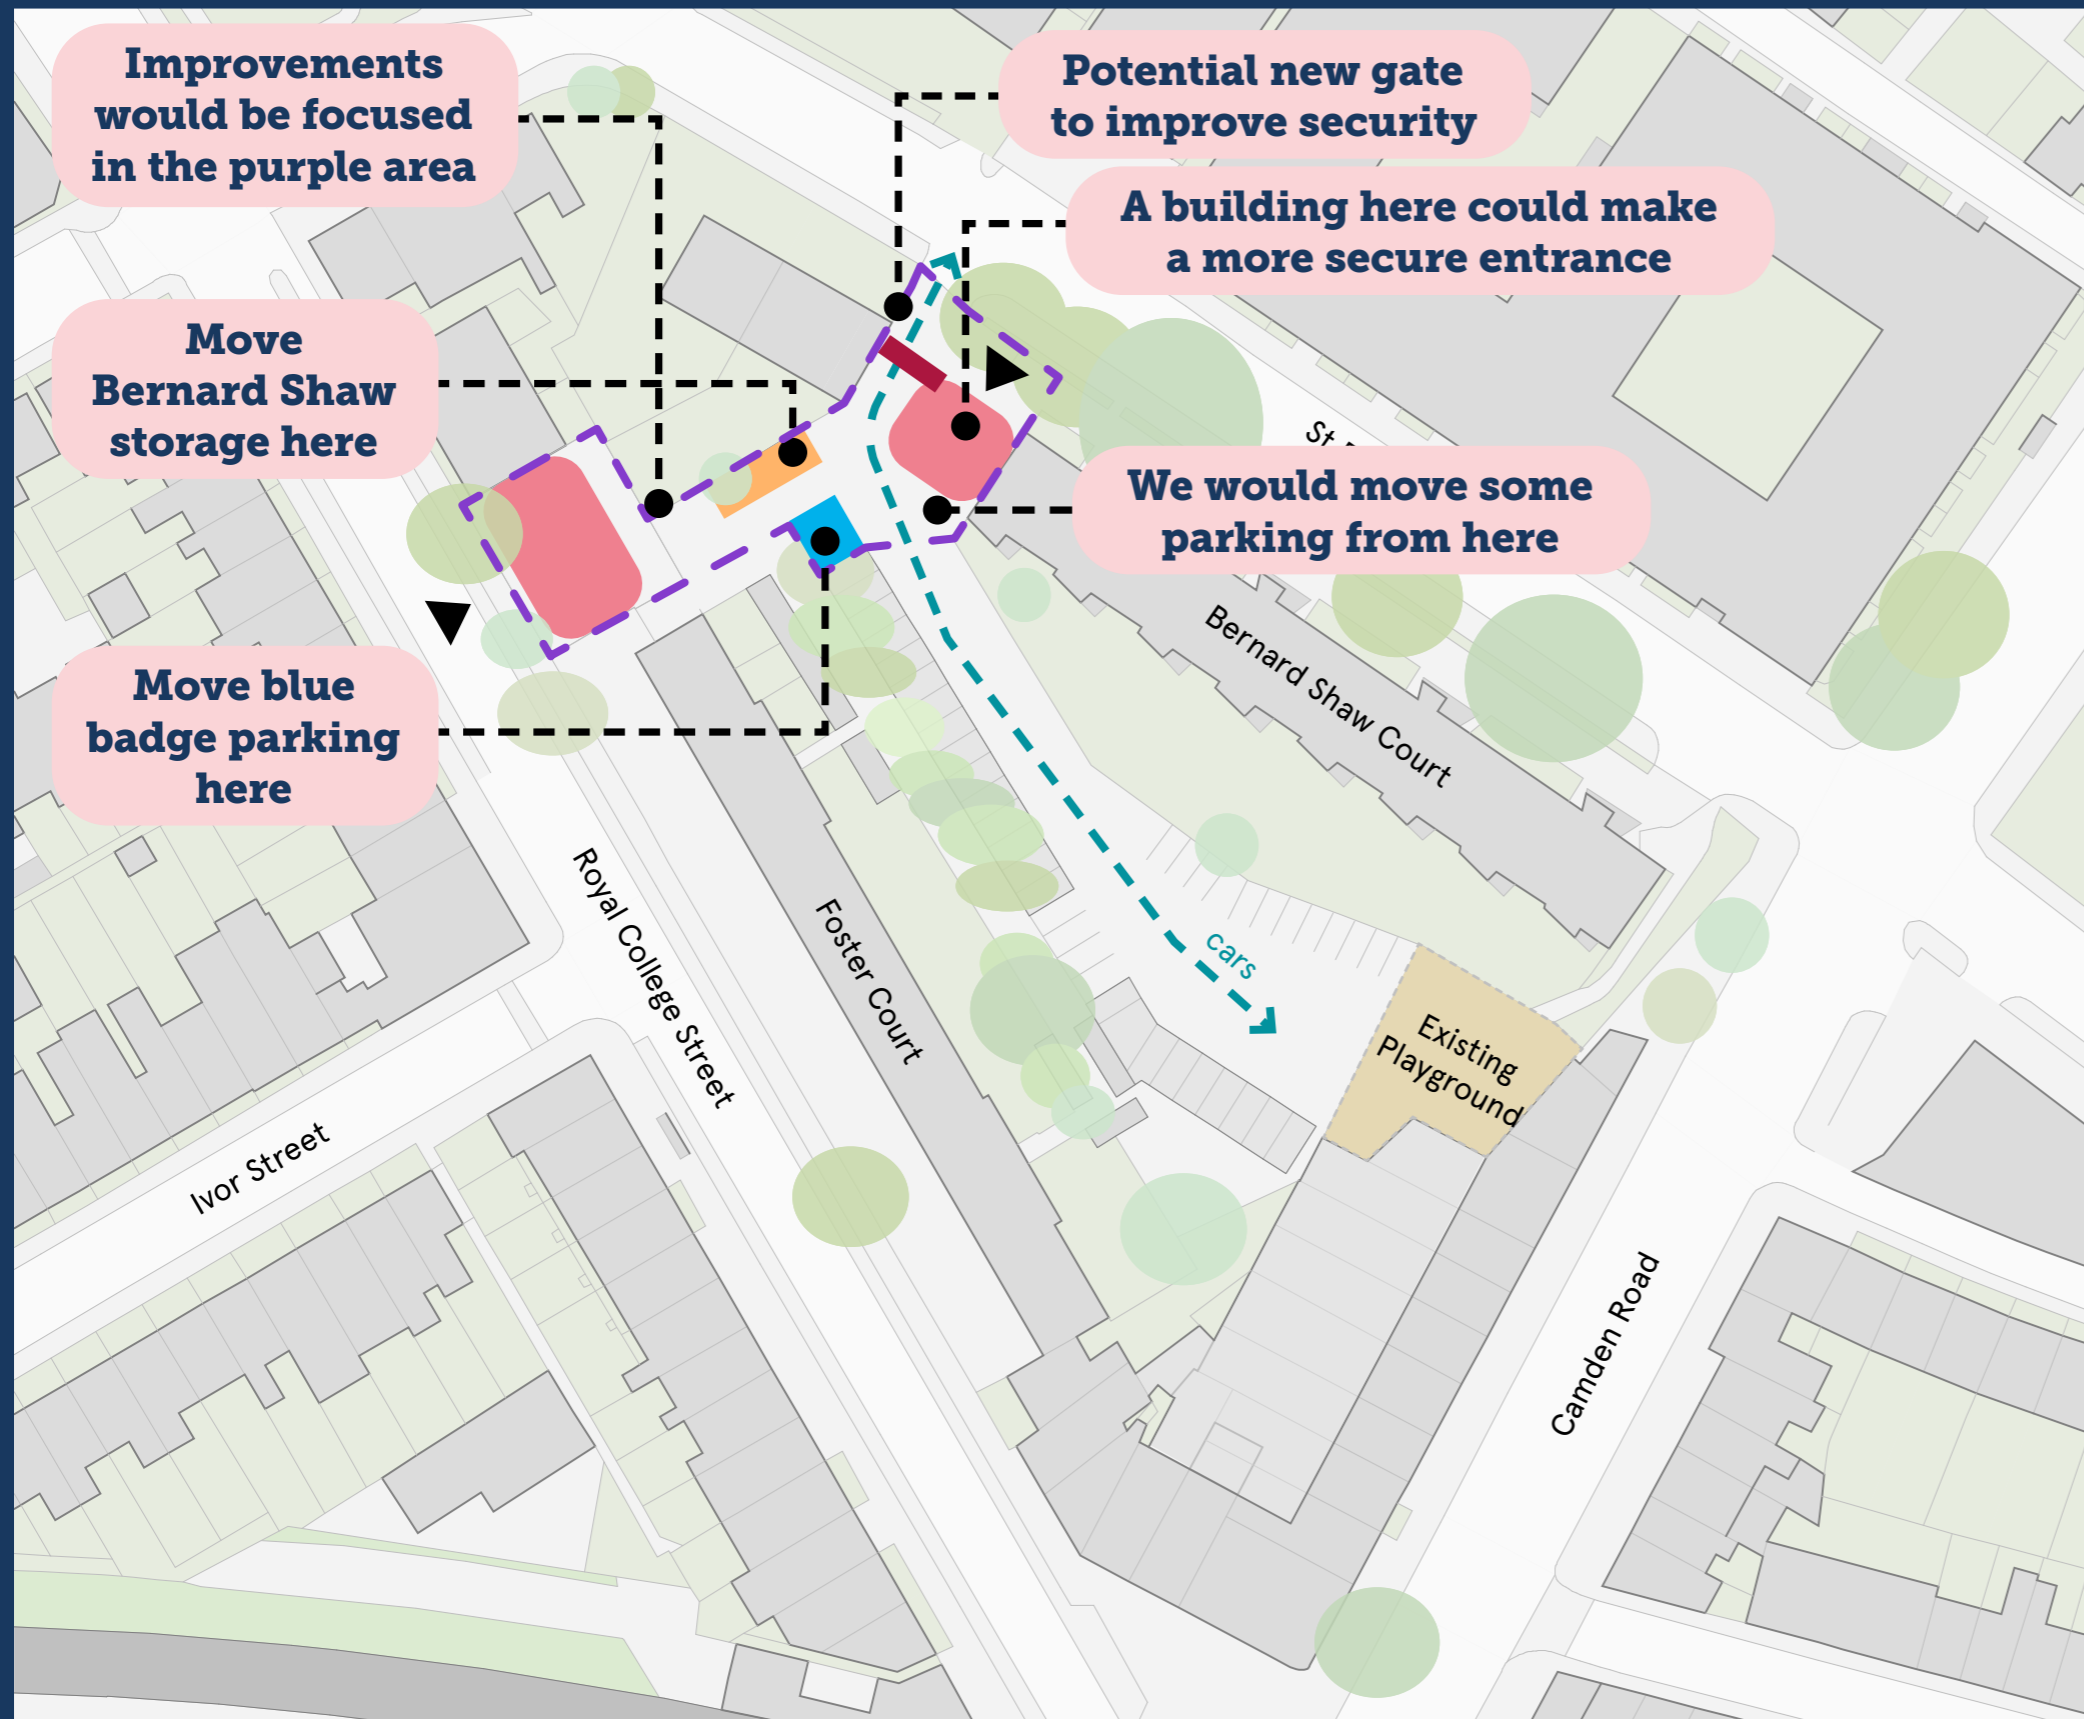 Improvements
would be focused
in the purple area
Potential new gate
to improve security
A building here could make
a more secure entrance
Move
Bernard Shaw
storage here
St
We would move some
parking from here
Move blue
badge parking
here
Bernard Shaw Court
Royal College Street
Foster Court
cars
Existing
Playground
Ivor Street
Camden Road